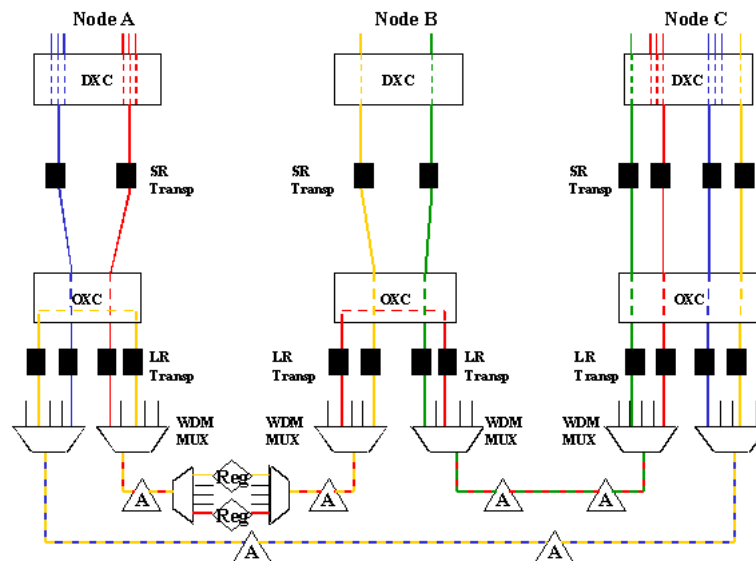 Node A
Node B
Node C
DXC
DXC
DXC
SR
Transp
SR
Transp
SR
Transp
OXC
OXC
OXC
LR
Transp
LR
Transp
LR
Transp
LR
Transp
WDM
MUX
WDM
MUX
WDM
MUX
WDM
MUX
Reg
Reg
A
A
A
A
A
A